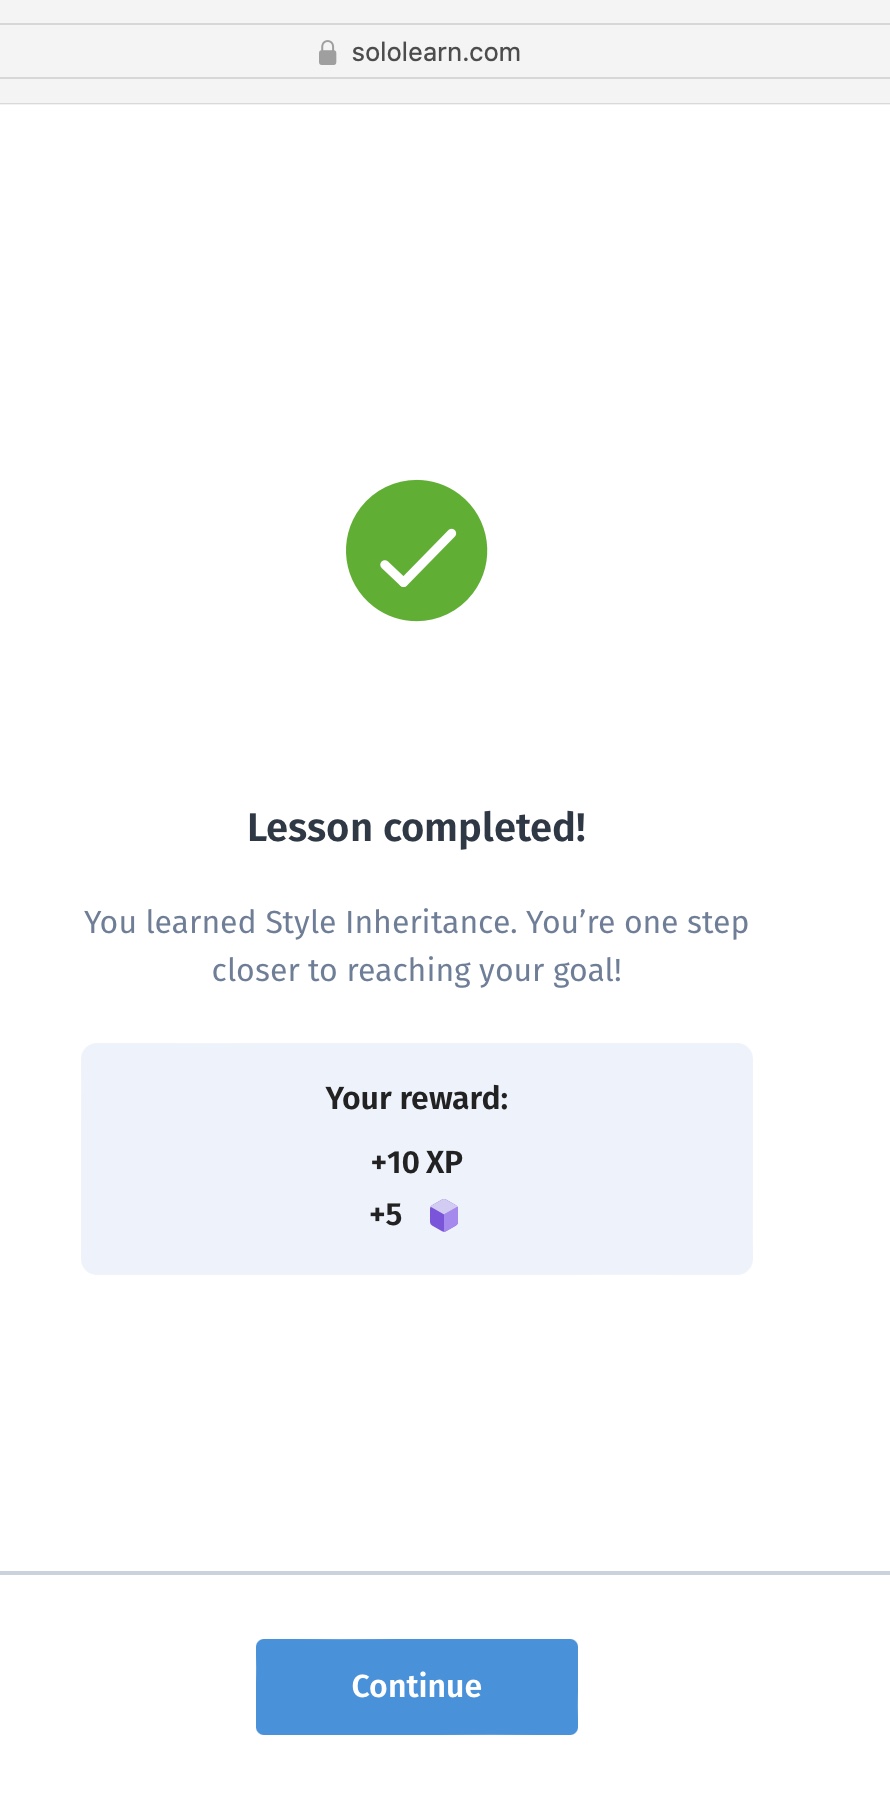 sololearn.com
Lesson completed!
You learned Style Inheritance. You’re one step
closer to reaching your goal!
Your reward:
+10 XP
+5
Continue